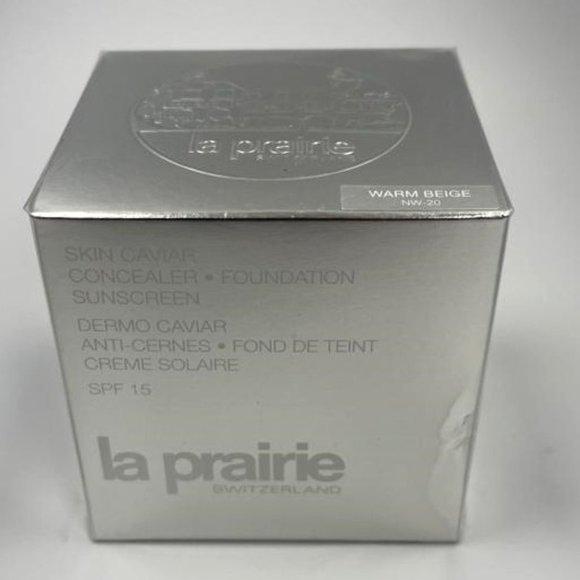 la prairie
WARM BEIGE
NW-20
SKIN CAVIAR
CONCEALER • FOUNDATION
SUNSCREEN
DERMO CAVIAR
ANTI-CERNES • FOND DE TEINT
CREME SOLAIRE
SPF 15
la prairie
SWITZERLAND